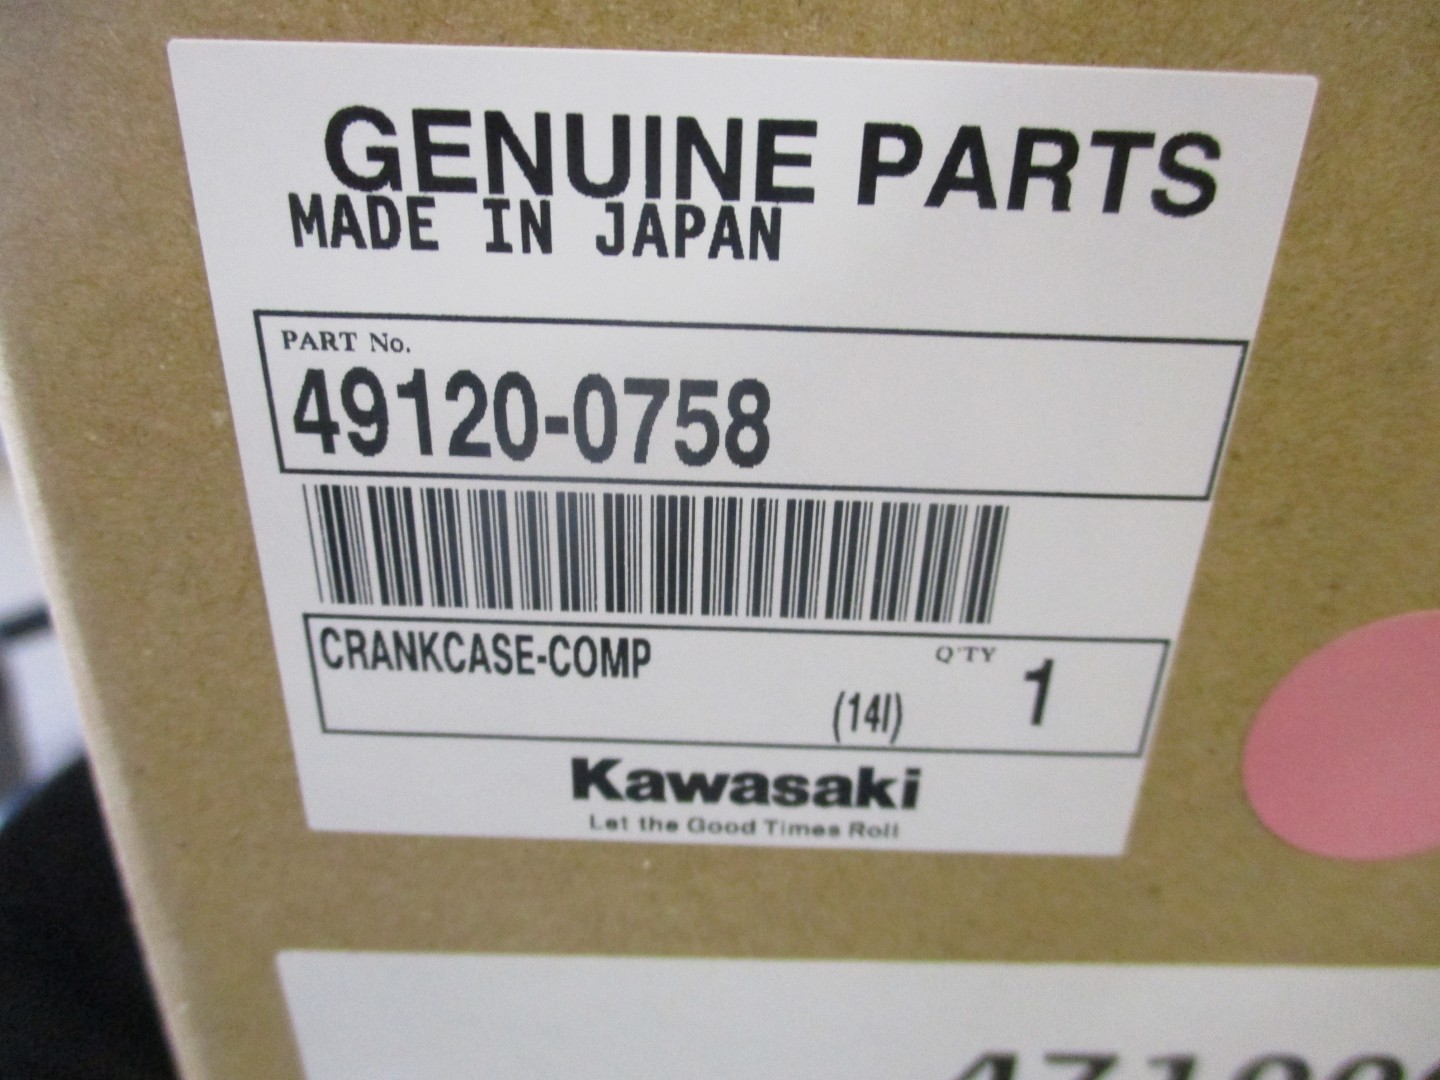 GENUINE PARTS
MADE IN JAPAN
PART No.
49120-0758
CRANKCASE-COMP
Q'TY 1
(14I)
Kawasaki
Let the Good Times Roll